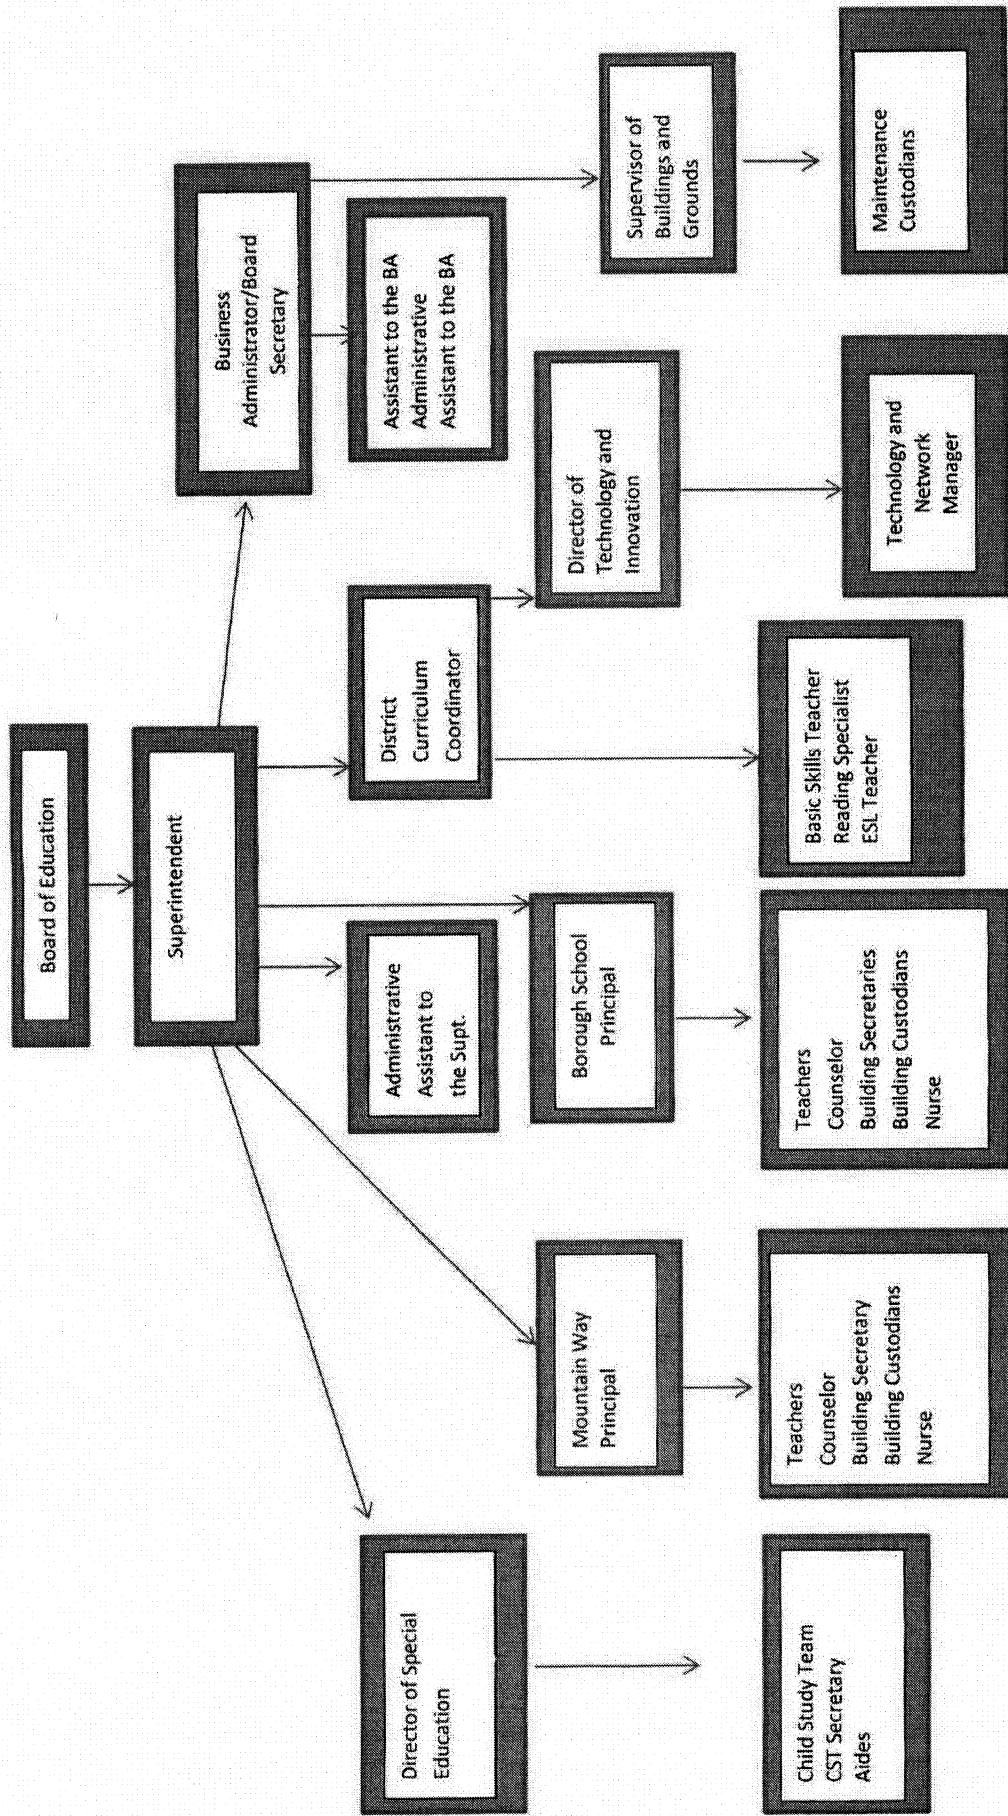 Board of Education
Superintendent
Business
Administrator/Board
Secretary
Director of Special
Education
Administrative
Assistant to
the Supt.
District
Curriculum
Coordinator
Assistant to the BA
Administrative
Assistant to the BA
Mountain Way
Principal
Borough School
Principal
Director of
Technology and
Innovation
Supervisor of
Buildings and
Grounds
Child Study Team
CST Secretary
Aides
Teachers
Counselor
Building Secretary
Building Custodians
Nurse
Teachers
Counselor
Building Secretaries
Building Custodians
Nurse
Basic Skills Teacher
Reading Specialist
ESL Teacher
Technology and
Network
Manager
Maintenance
Custodians